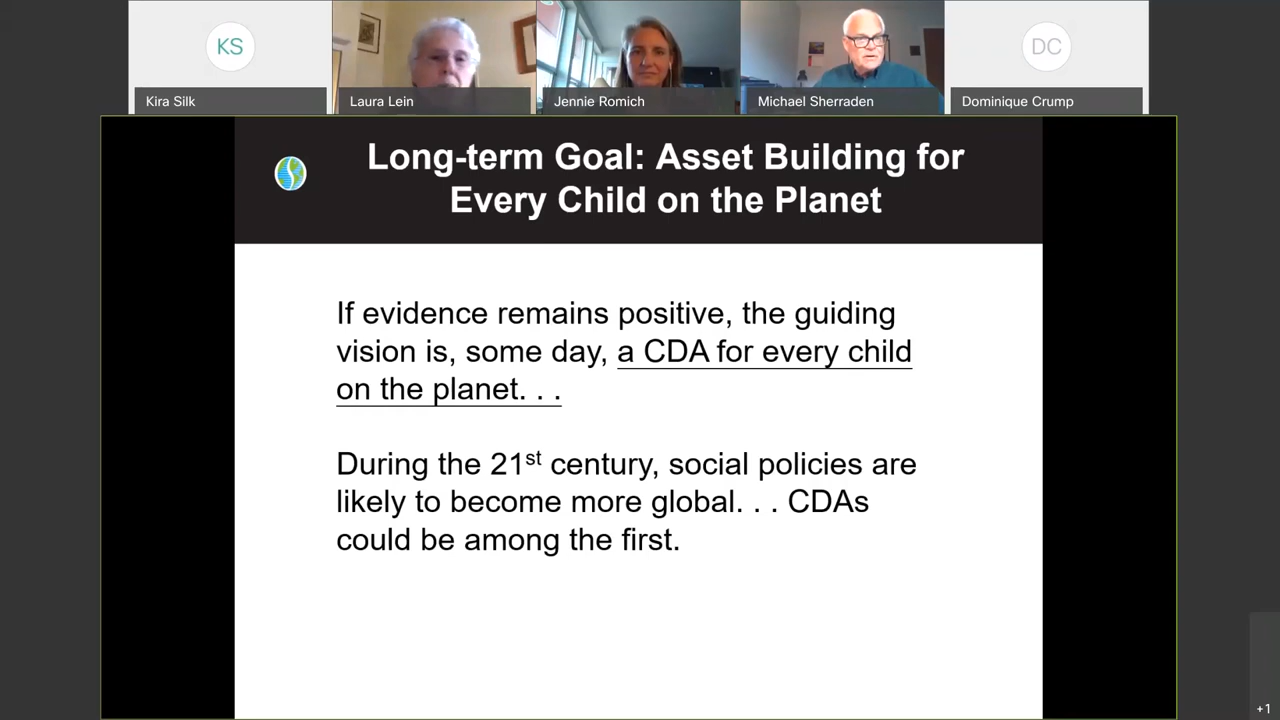 KS
Kira Silk
Laura Lein
Jennie Romich
Michael Sherraden
DC
Dominique Crump
Long-term Goal: Asset Building for
Every Child on the Planet
If evidence remains positive, the guiding
vision is, some day, a CDA for every child
on the planet. . .
During the 21st century, social policies are
likely to become more global. . . CDAs
could be among the first.
+1